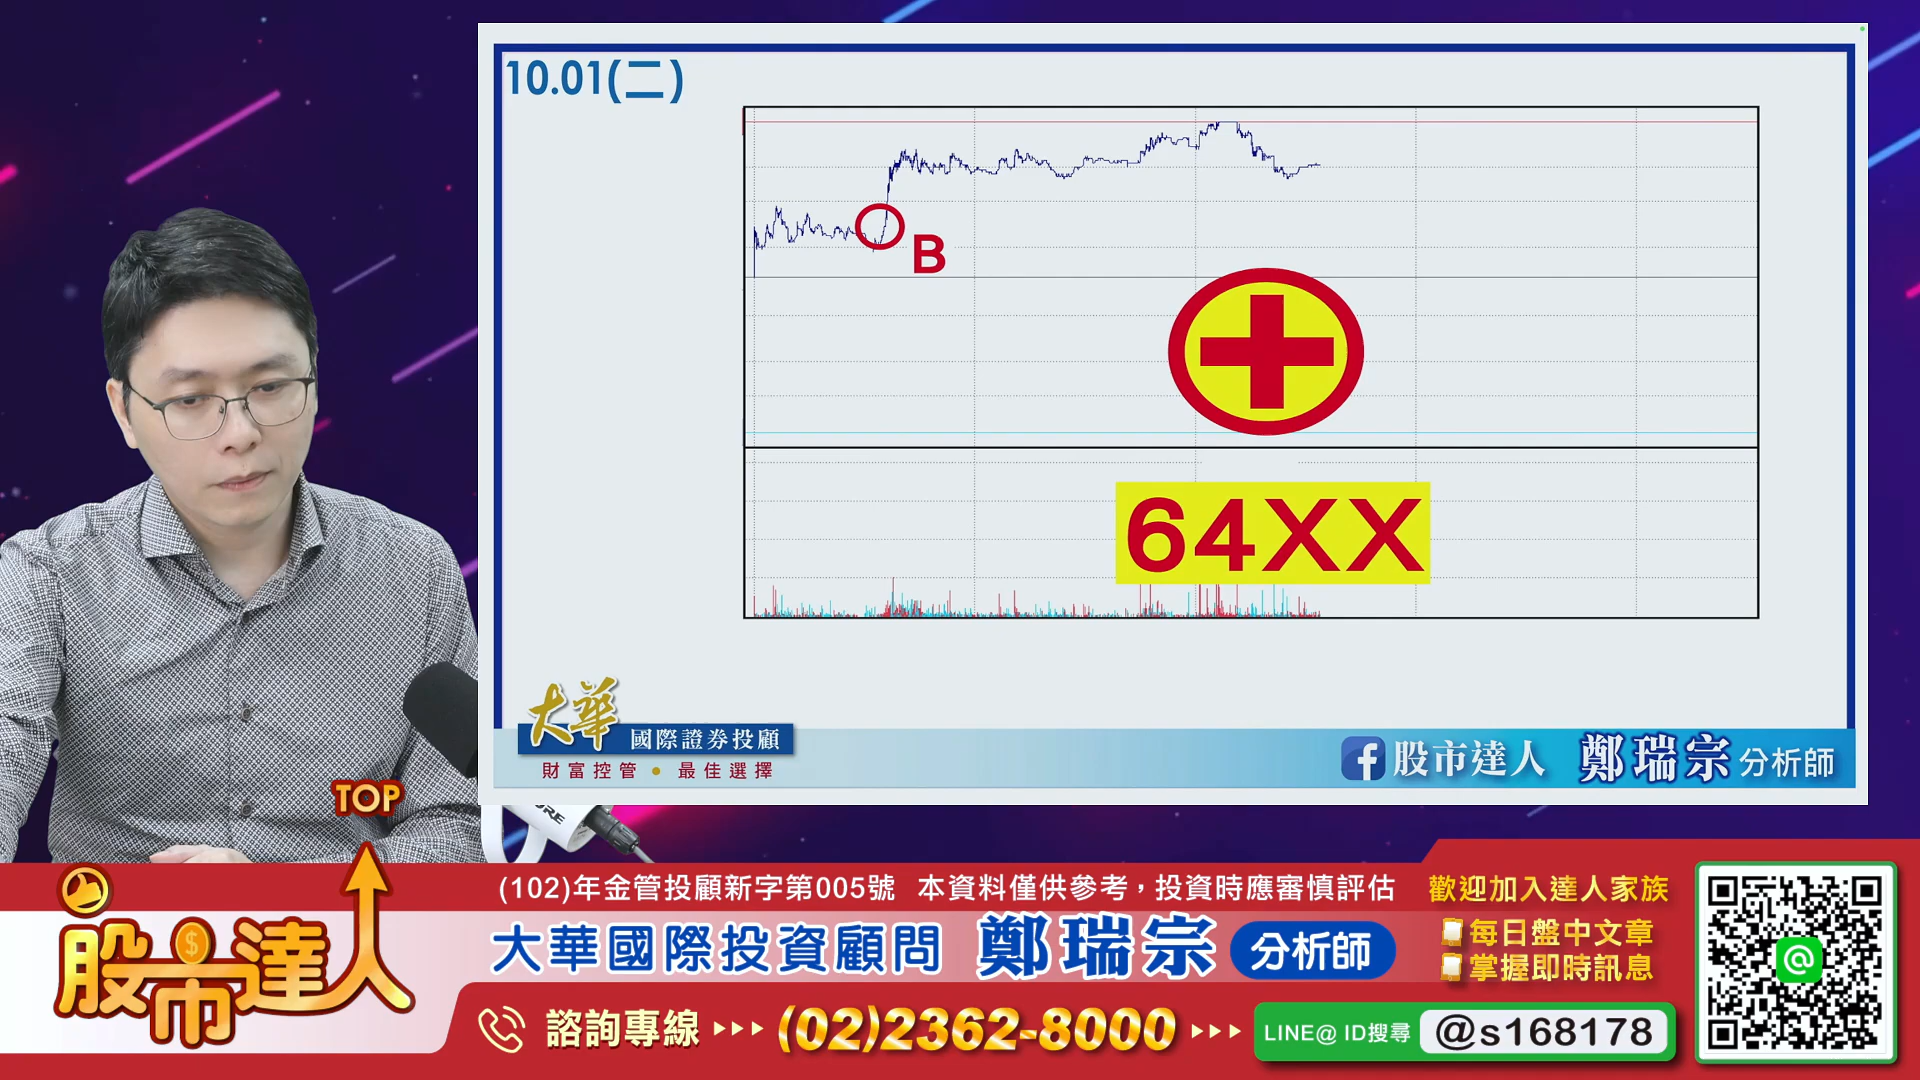 10.01(二)
B
64XX
大華
國際證券投顧
財富控管 • 最佳選擇
股市達人 鄭瑞宗 分析師
TOP
(102)年金管投顧新字第005號 本資料僅供參考，投資時應審慎評估
股市達人
大華國際投資顧問 鄭瑞宗 分析師
諮詢專線 (02)2362-8000
歡迎加入達人家族
每日盤中文章
掌握即時訊息
LINE@ ID搜尋 @s168178